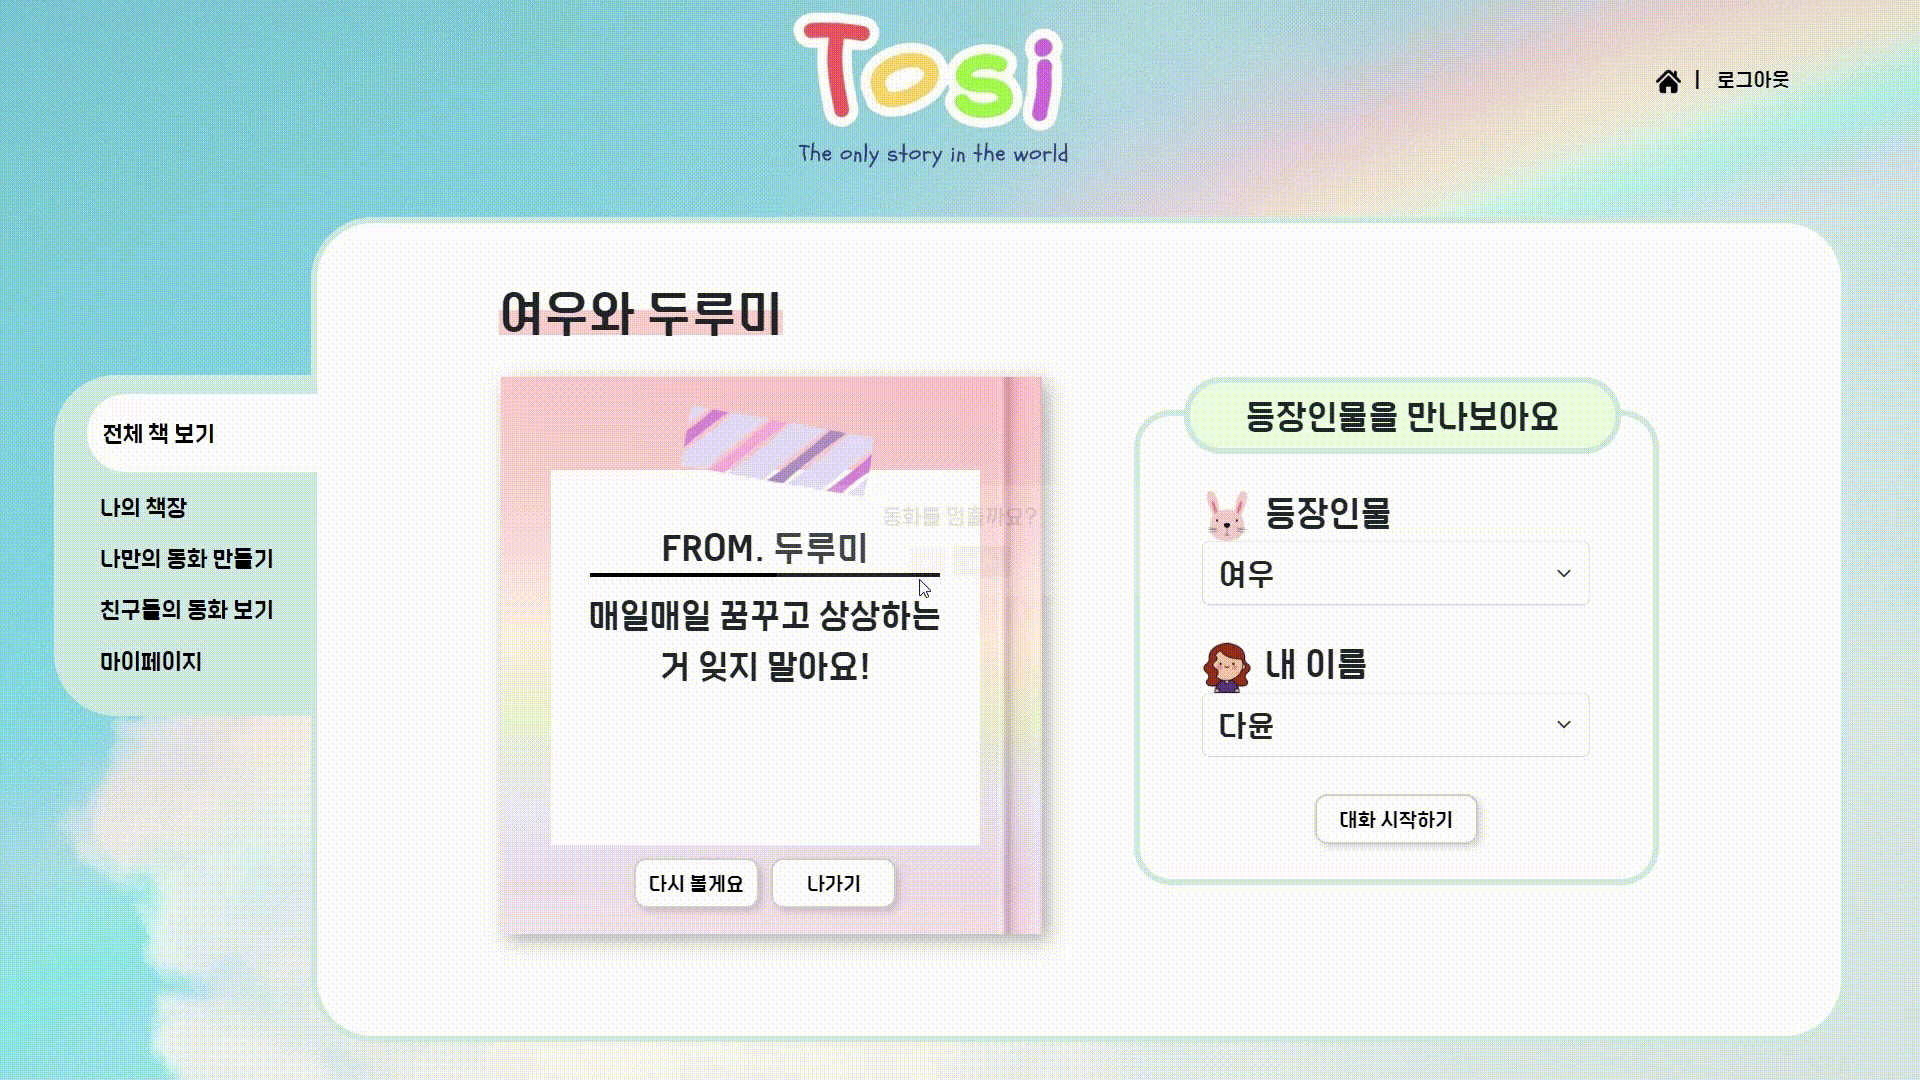 Tosi
The only story in the world
로그아웃
전체 책 보기
나의 책장
나만의 동화 만들기
친구들의 동화 보기
마이페이지
여우와 두루미
동화를 멈출까요?
FROM. 두루미
매일매일 꿈꾸고 상상하는
거 잊지 말아요!
다시 볼게요
나가기
등장인물을 만나보아요
등장인물
여우
내 이름
다윤
대화 시작하기